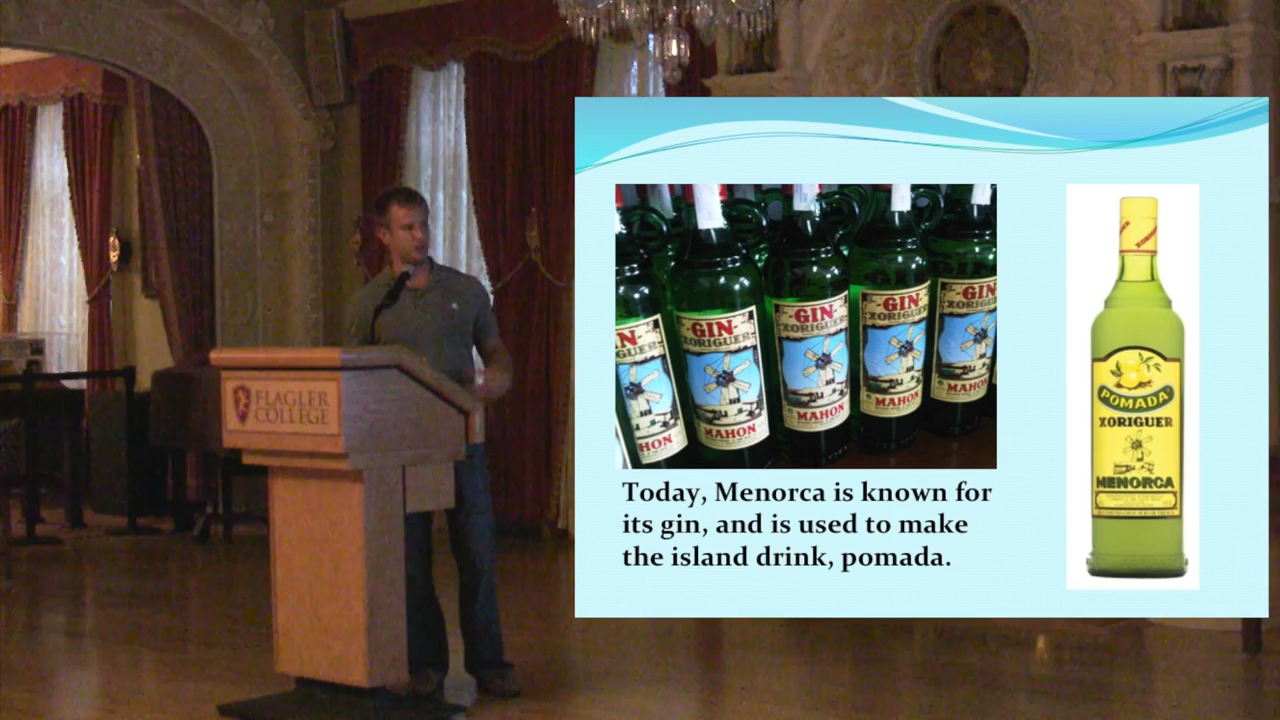 FLAGLER
COLLEGE
GIN
XORIGUER
MAHON
GIN
XORIGUER
MAHON
GIN
XORIGUER
MAHON
GIN
XORIGUER
MAHON
POMADA
XORIGUER
MENORCA
Today, Menorca is known for
its gin, and is used to make
the island drink, pomada.